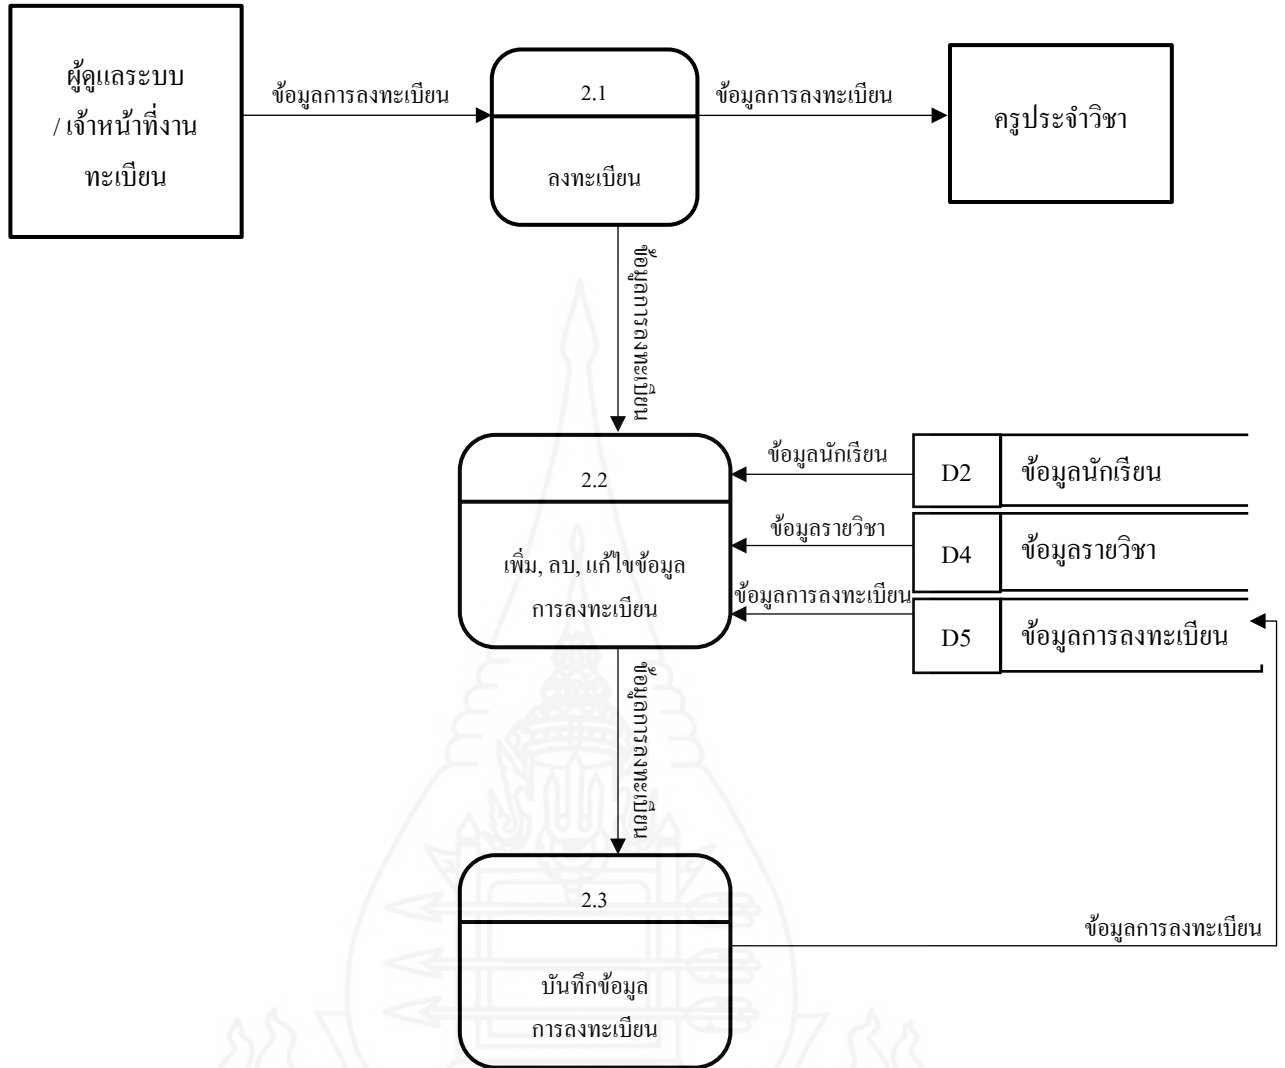 ผู้ดูแลระบบ
/ เจ้าหน้าที่งาน
ทะเบียน
ข้อมูลการลงทะเบียน
2.1
ลงทะเบียน
ข้อมูลการลงทะเบียน
ครูประจำวิชา
ข้อมูลการลงทะเบียน
2.2
เพิ่ม, ลบ, แก้ไขข้อมูล
การลงทะเบียน
ข้อมูลนักเรียน
D2
ข้อมูลนักเรียน
ข้อมูลรายวิชา
D4
ข้อมูลรายวิชา
ข้อมูลการลงทะเบียน
D5
ข้อมูลการลงทะเบียน
ข้อมูลการลงทะเบียน
2.3
บันทึกข้อมูล
การลงทะเบียน
ข้อมูลการลงทะเบียน